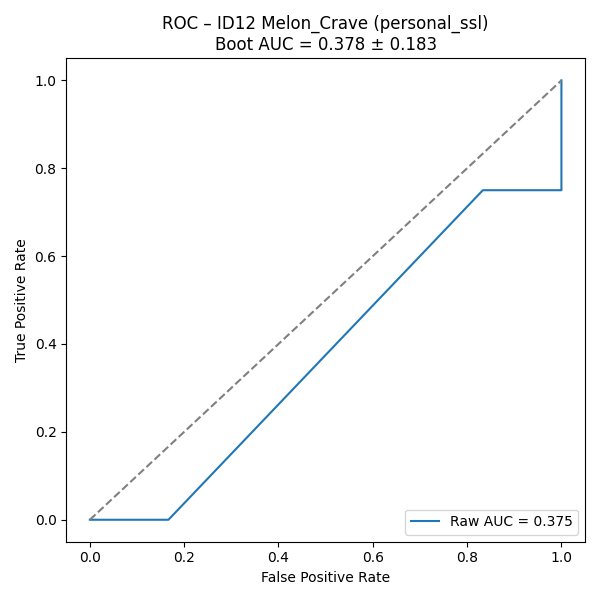 ROC – ID12 Melon_Crave (personal_ssl)
Boot AUC = 0.378 ± 0.183
1.0
0.8
0.6
0.4
0.2
0.0
True Positive Rate
Raw AUC = 0.375
0.0 0.2 0.4 0.6 0.8 1.0
False Positive Rate